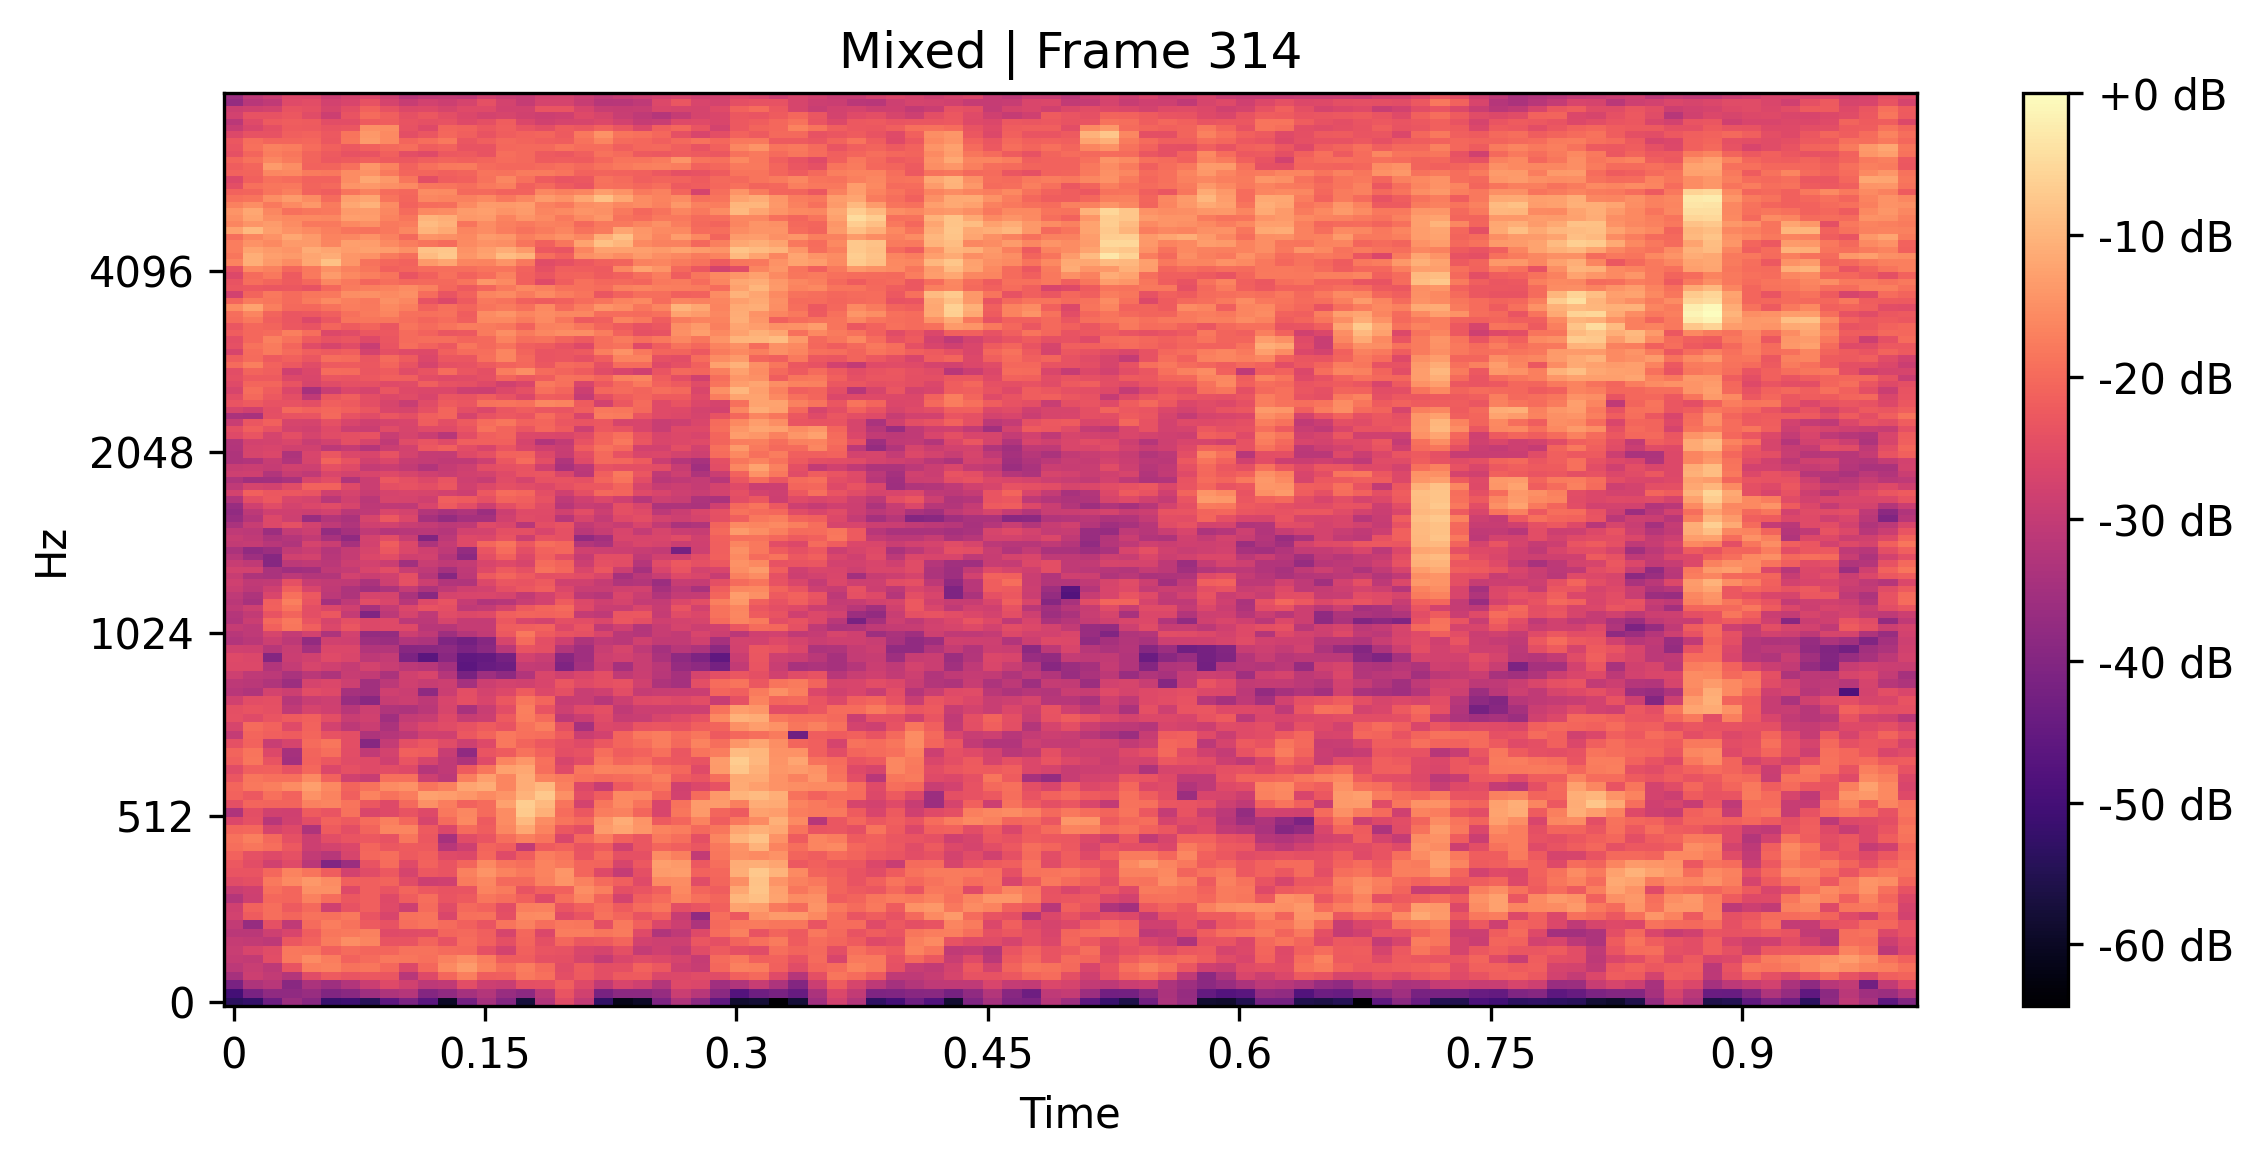 Mixed | Frame 314
+0 dB
-10 dB
-20 dB
-30 dB
-40 dB
-50 dB
-60 dB
4096
2048
1024
512
0
Hz
0 0.15 0.3 0.45 0.6 0.75 0.9
Time